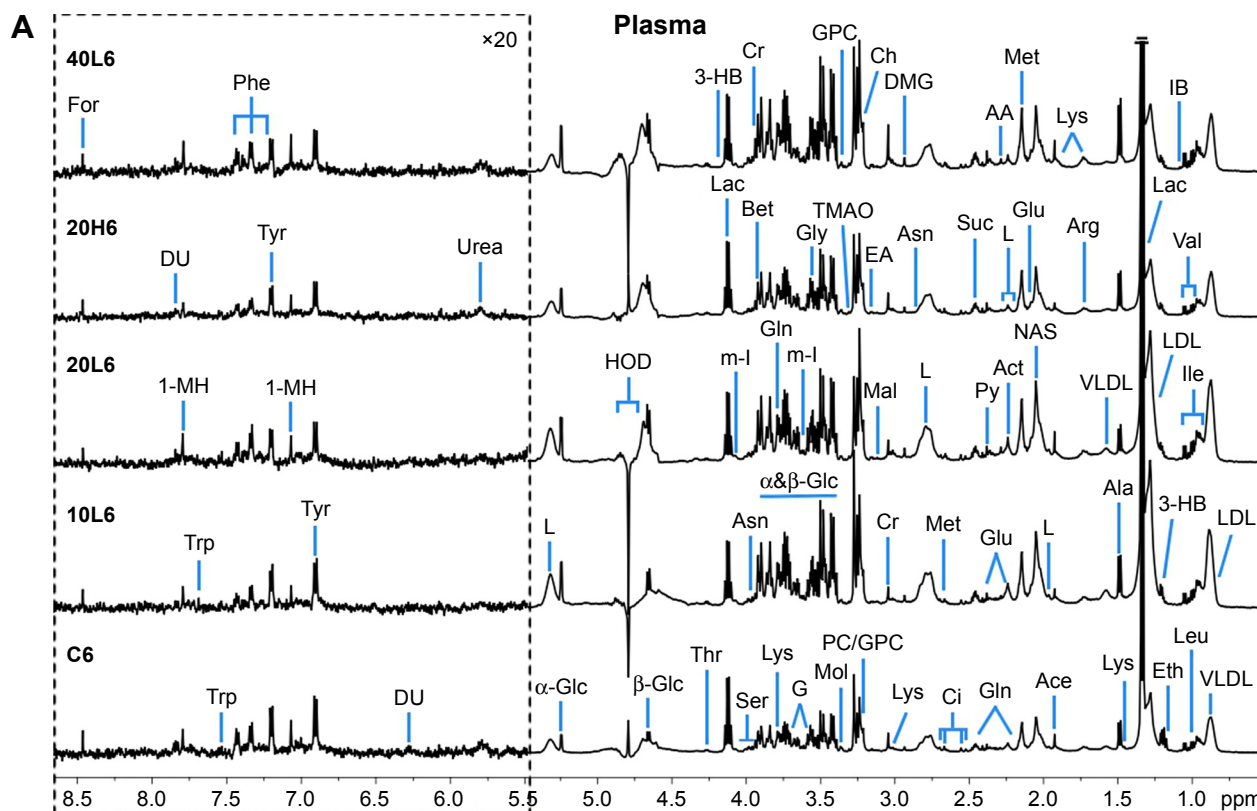 A
Plasma
×20
40L6
For
Phe
3-HB
Cr
GPC
Ch
DMG
AA
Met
Lys
IB
20H6
DU
Tyr
Urea
Lac
Bet
Gly
TMAO
EA
Asn
Suc
L
Glu
Arg
Lac
Val
20L6
1-MH
1-MH
HOD
m-I
Gln
m-I
Mal
L
Py
Act
NAS
VLDL
LDL
Ile
10L6
Trp
Tyr
L
Asn
α&β-Glc
Cr
Met
Glu
L
Ala
3-HB
LDL
C6
Trp
DU
α-Glc
β-Glc
Thr
Ser
Lys
G
Mol
PC/GPC
Lys
Ci
Gln
Ace
Lys
Eth
Leu
VLDL
8.5 8.0 7.5 7.0 6.5 6.0 5.5 5.0 4.5 4.0 3.5 3.0 2.5 2.0 1.5 1.0 ppm